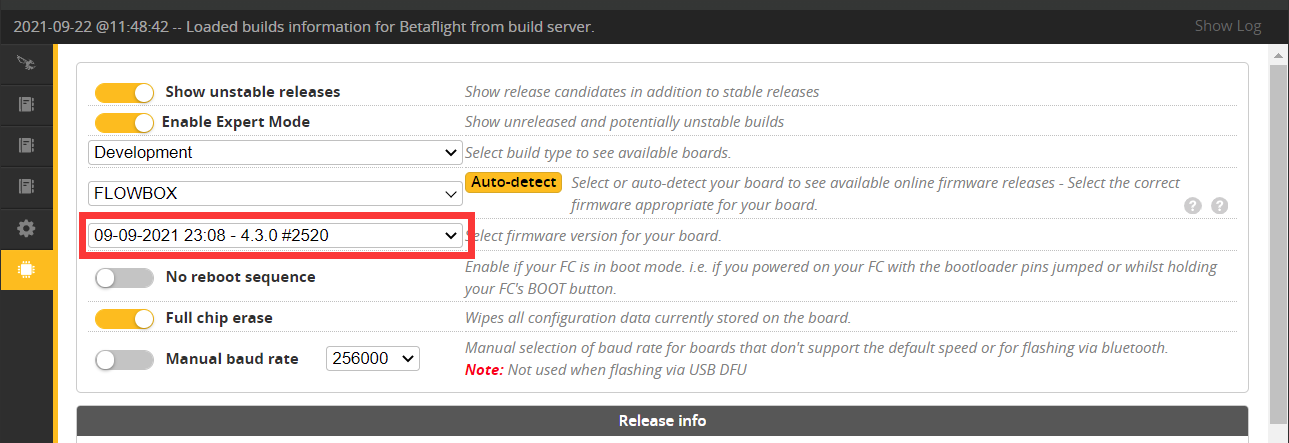 2021-09-22 @11:48:42 -- Loaded builds information for Betaflight from build server.
Show Log
Show unstable releases
Show release candidates in addition to stable releases
Enable Expert Mode
Show unreleased and potentially unstable builds
Development
Select build type to see available boards.
FLOWBOX
Auto-detect
Select or auto-detect your board to see available online firmware releases - Select the correct
firmware appropriate for your board.
? ?
09-09-2021 23:08 - 4.3.0 #2520
Select firmware version for your board.
No reboot sequence
Enable if your FC is in boot mode. i.e. if you powered on your FC with the bootloader pins jumped or whilst holding
your FC's BOOT button.
Full chip erase
Wipes all configuration data currently stored on the board.
Manual baud rate
256000
Manual selection of baud rate for boards that don't support the default speed or for flashing via bluetooth.
Note: Not used when flashing via USB DFU
Release info